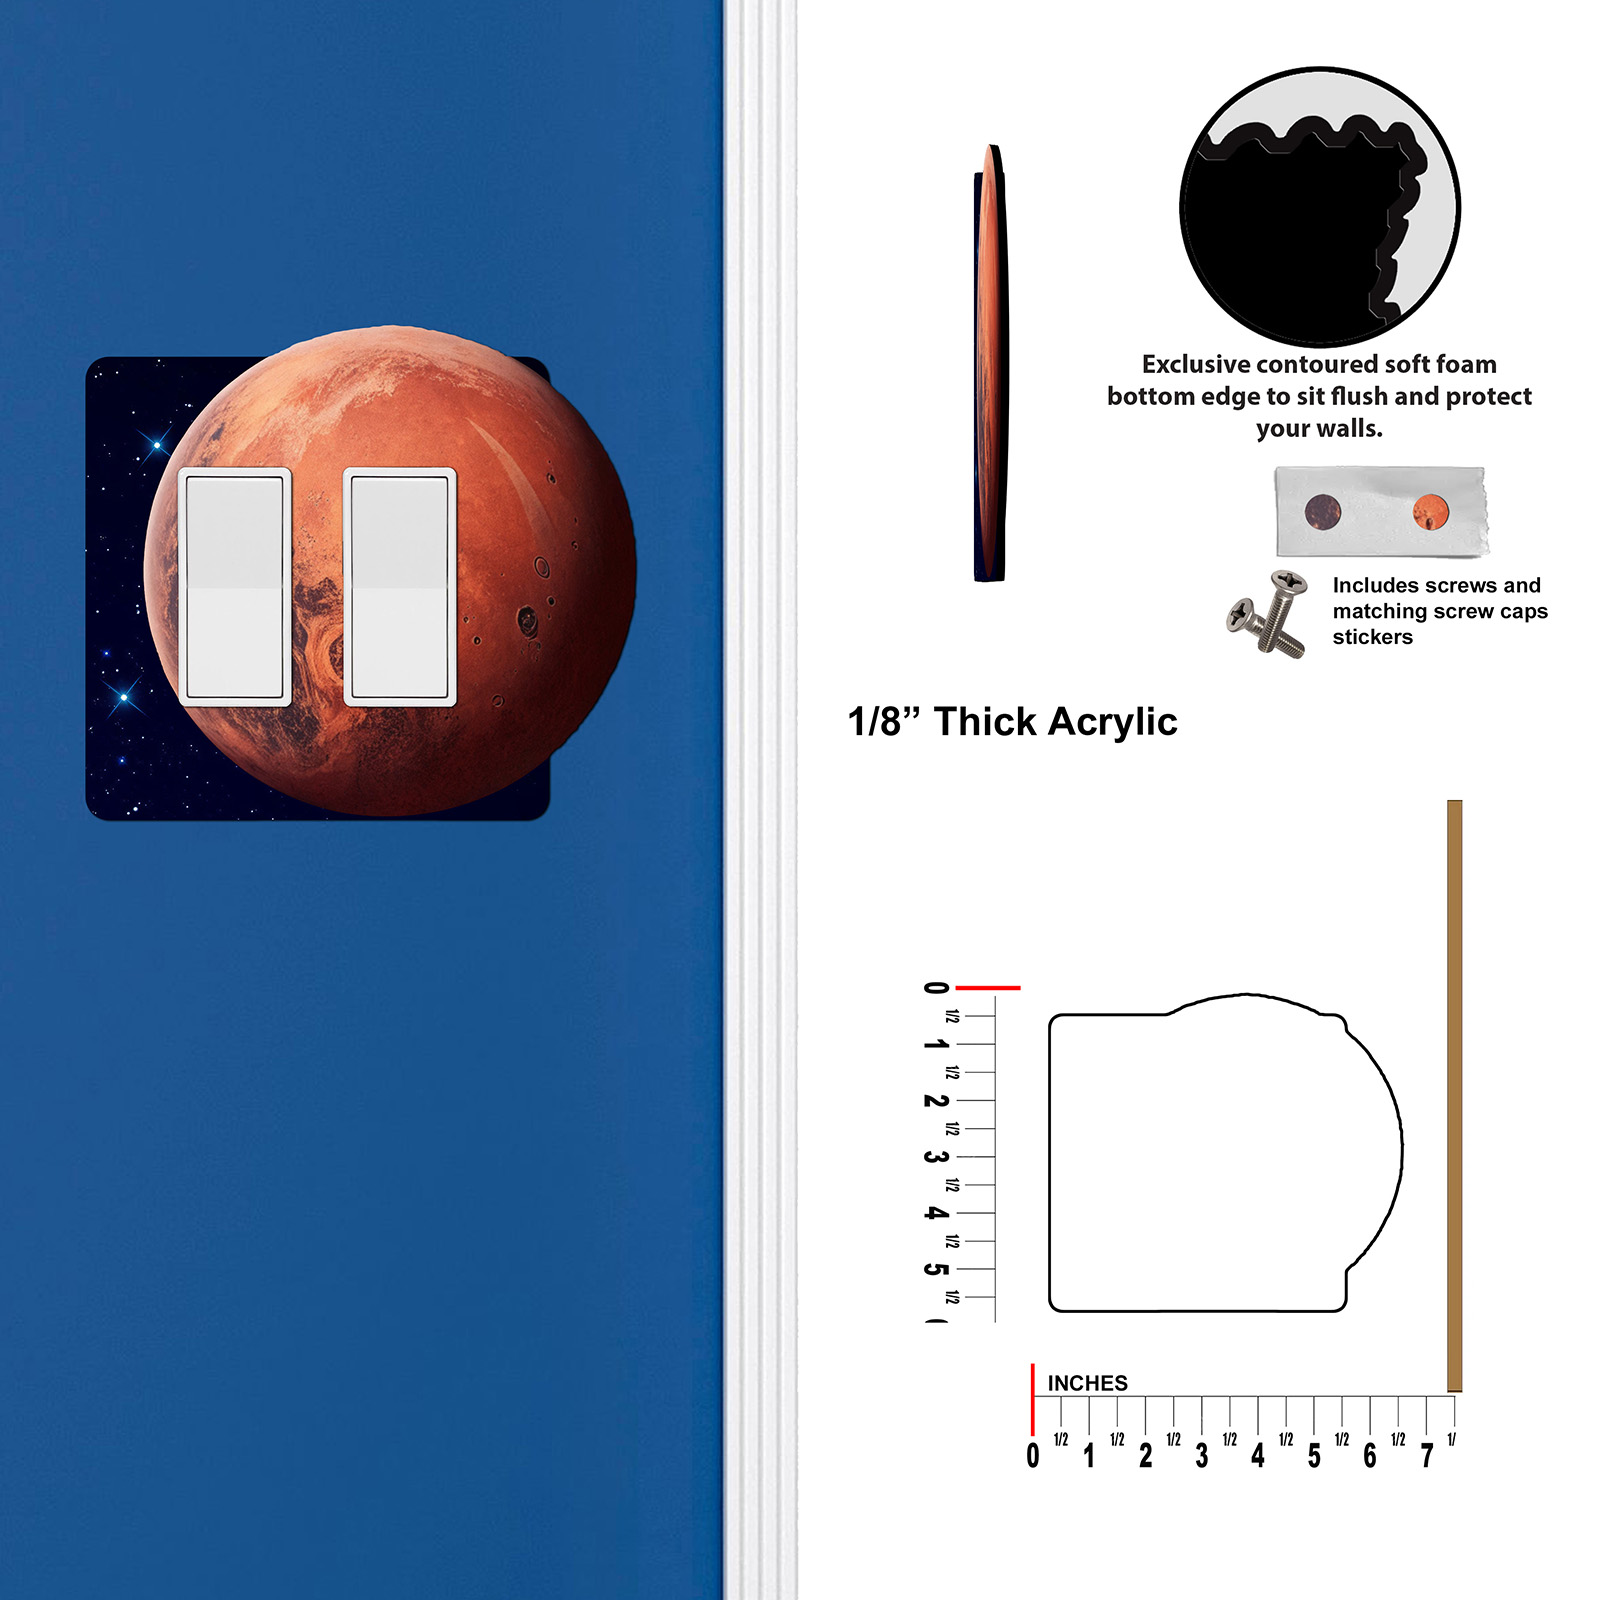 Exclusive contoured soft foam
bottom edge to sit flush and protect
your walls.
Includes screws and
matching screw caps
stickers
1/8” Thick Acrylic
0
1/2
1
1/2
2
1/2
3
1/2
4
1/2
5
1/2
INCHES
0 1/2 1 1/2 2 1/2 3 1/2 4 1/2 5 1/2 6 1/2 7 1/